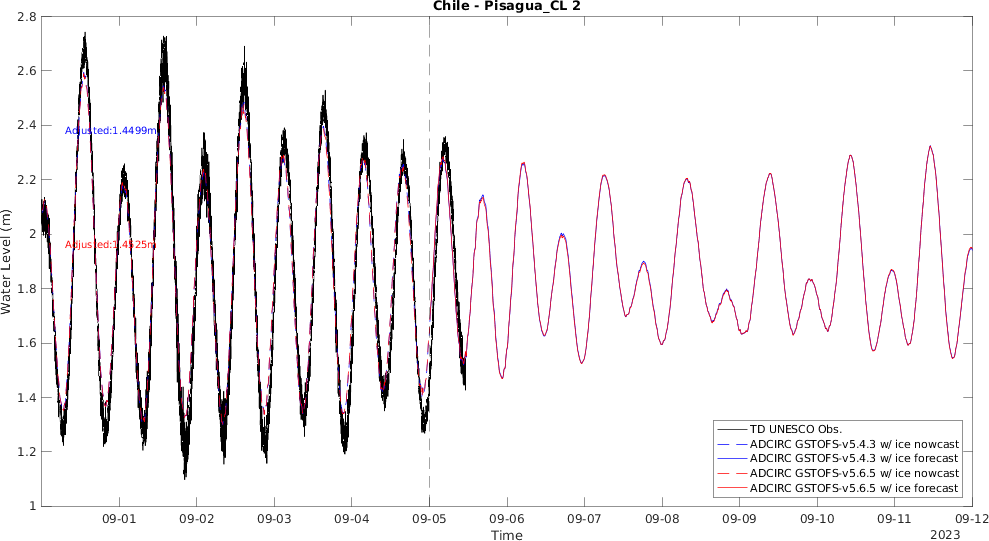 Chile - Pisagua_CL 2
2.8
2.6
2.4
2.2
2
1.8
1.6
1.4
1.2
1
Water Level (m)
Adjusted:1.4499m
Adjusted:1.4525m
09-01
09-02
09-03
09-04
09-05
09-06
09-07
09-08
09-09
09-10
09-11
09-12
Time
2023
TD UNESCO Obs.
ADCIRC GSTOFS-v5.4.3 w/ ice nowcast
ADCIRC GSTOFS-v5.4.3 w/ ice forecast
ADCIRC GSTOFS-v5.6.5 w/ ice nowcast
ADCIRC GSTOFS-v5.6.5 w/ ice forecast